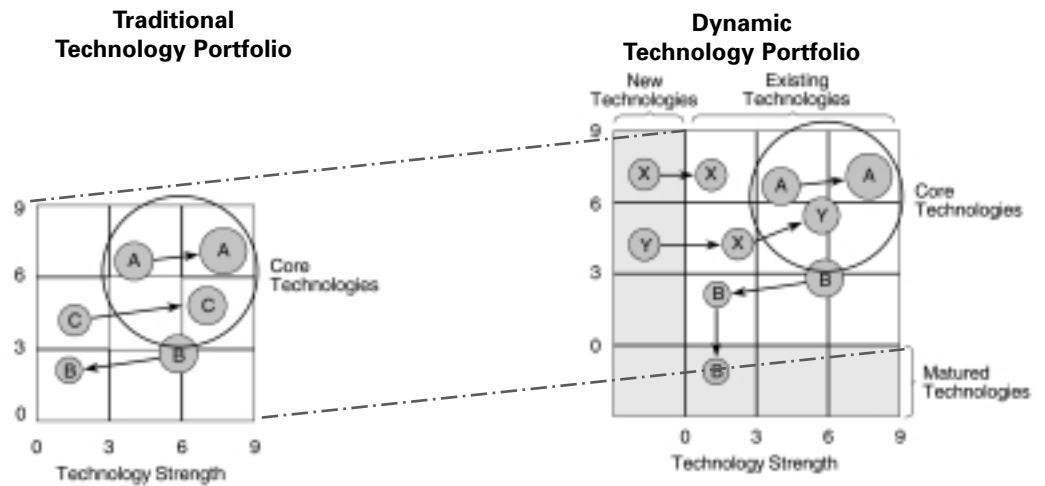 Traditional
Technology Portfolio
9
6
3
0
A
A
C
C
B
B
Core
Technologies
0 3 6 9
Technology Strength
Dynamic
Technology Portfolio
New
Technologies
Existing
Technologies
9
6
3
0
X
X
A
A
Y
X
Y
B
B
B
Core
Technologies
Matured
Technologies
0 3 6 9
Technology Strength